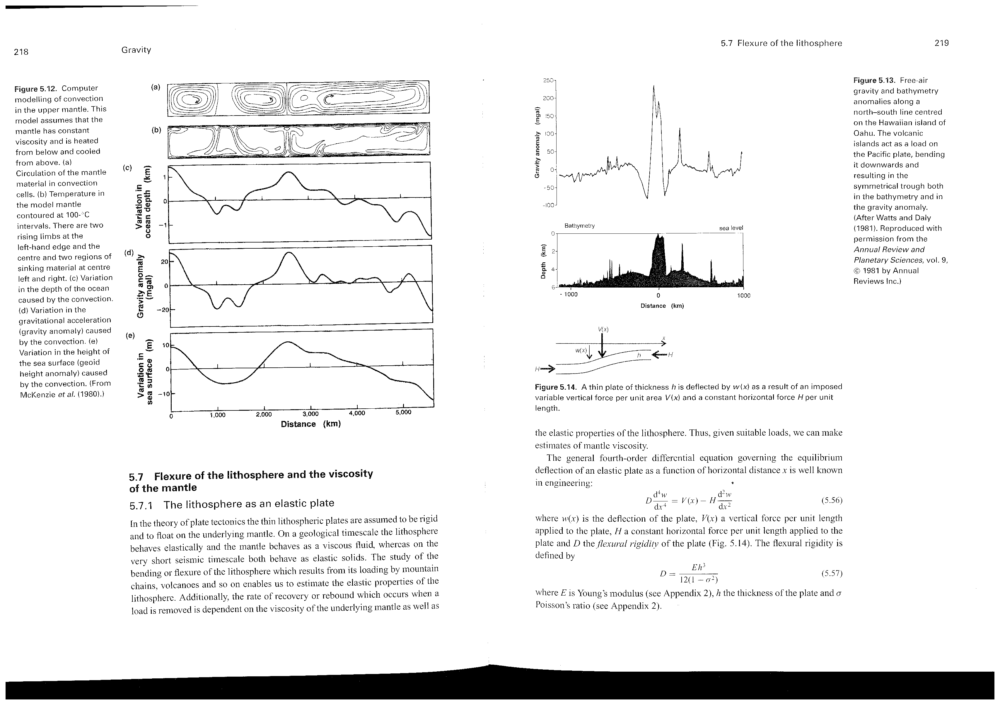 218
Gravity
Figure 5.12. Computer
modelling of convection
in the upper mantle. This
model assumes that the
mantle has constant
viscosity and is heated
from below and cooled
from above. (a)
Circulation of the mantle
material in convection
cells. (b) Temperature in
the model mantle
contoured at 100-°C
intervals. There are two
rising limbs at the
left-hand edge and the
centre and two regions of
sinking material at centre
left and right. (c) Variation
in the depth of the ocean
caused by the convection.
(d) Variation in the
gravitational acceleration
(gravity anomaly) caused
by the convection. (e)
Variation in the height of
the sea surface (geoid
height anomaly) caused
by the convection. (From
McKenzie et al. (1980).)
(a)
(b)
(c)
Variation in
ocean depth (km)
1
0
−1
(d)
Gravity anomaly
(mgal)
20
0
−20
(e)
Variation in
sea surface (m)
10
0
−10
0
1,000
2,000
3,000
4,000
5,000
Distance (km)
5.7 Flexure of the lithosphere and the viscosity
of the mantle
5.7.1 The lithosphere as an elastic plate
In the theory of plate tectonics the thin lithospheric plates are assumed to be rigid
and to float on the underlying mantle. On a geological timescale the lithosphere
behaves elastically and the mantle behaves as a viscous fluid, whereas on the
very short seismic timescale both behave as elastic solids. The study of the
bending or flexure of the lithosphere which results from its loading by mountain
chains, volcanoes and so on enables us to estimate the elastic properties of the
lithosphere. Additionally, the rate of recovery or rebound which occurs when a
load is removed is dependent on the viscosity of the underlying mantle as well as
5.7 Flexure of the lithosphere
219
Gravity anomaly (mgal)
250
200
150
100
50
0
-50
-100
Bathymetry
sea level
Depth (km)
0
2
4
6
- 1000
0
1000
Distance (km)
Figure 5.13. Free-air
gravity and bathymetry
anomalies along a
north–south line centred
on the Hawaiian island of
Oahu. The volcanic
islands act as a load on
the Pacific plate, bending
it downwards and
resulting in the
symmetrical trough both
in the bathymetry and in
the gravity anomaly.
(After Watts and Daly
(1981). Reproduced with
permission from the
Annual Review and
Planetary Sciences, vol. 9,
© 1981 by Annual
Reviews Inc.)
V(x)
x
w(x)
h
H
H
Figure 5.14. A thin plate of thickness h is deflected by w(x) as a result of an imposed
variable vertical force per unit area V(x) and a constant horizontal force H per unit
length.
the elastic properties of the lithosphere. Thus, given suitable loads, we can make
estimates of mantle viscosity.
The general fourth-order differential equation governing the equilibrium
deflection of an elastic plate as a function of horizontal distance x is well known
in engineering:
D d⁴w/dx⁴ = V(x) − H d²w/dx² (5.56)
where w(x) is the deflection of the plate, V(x) a vertical force per unit length
applied to the plate, H a constant horizontal force per unit length applied to the
plate and D the flexural rigidity of the plate (Fig. 5.14). The flexural rigidity is
defined by
D = Eh³/12(1 − σ²) (5.57)
where E is Young's modulus (see Appendix 2), h the thickness of the plate and σ
Poisson's ratio (see Appendix 2).